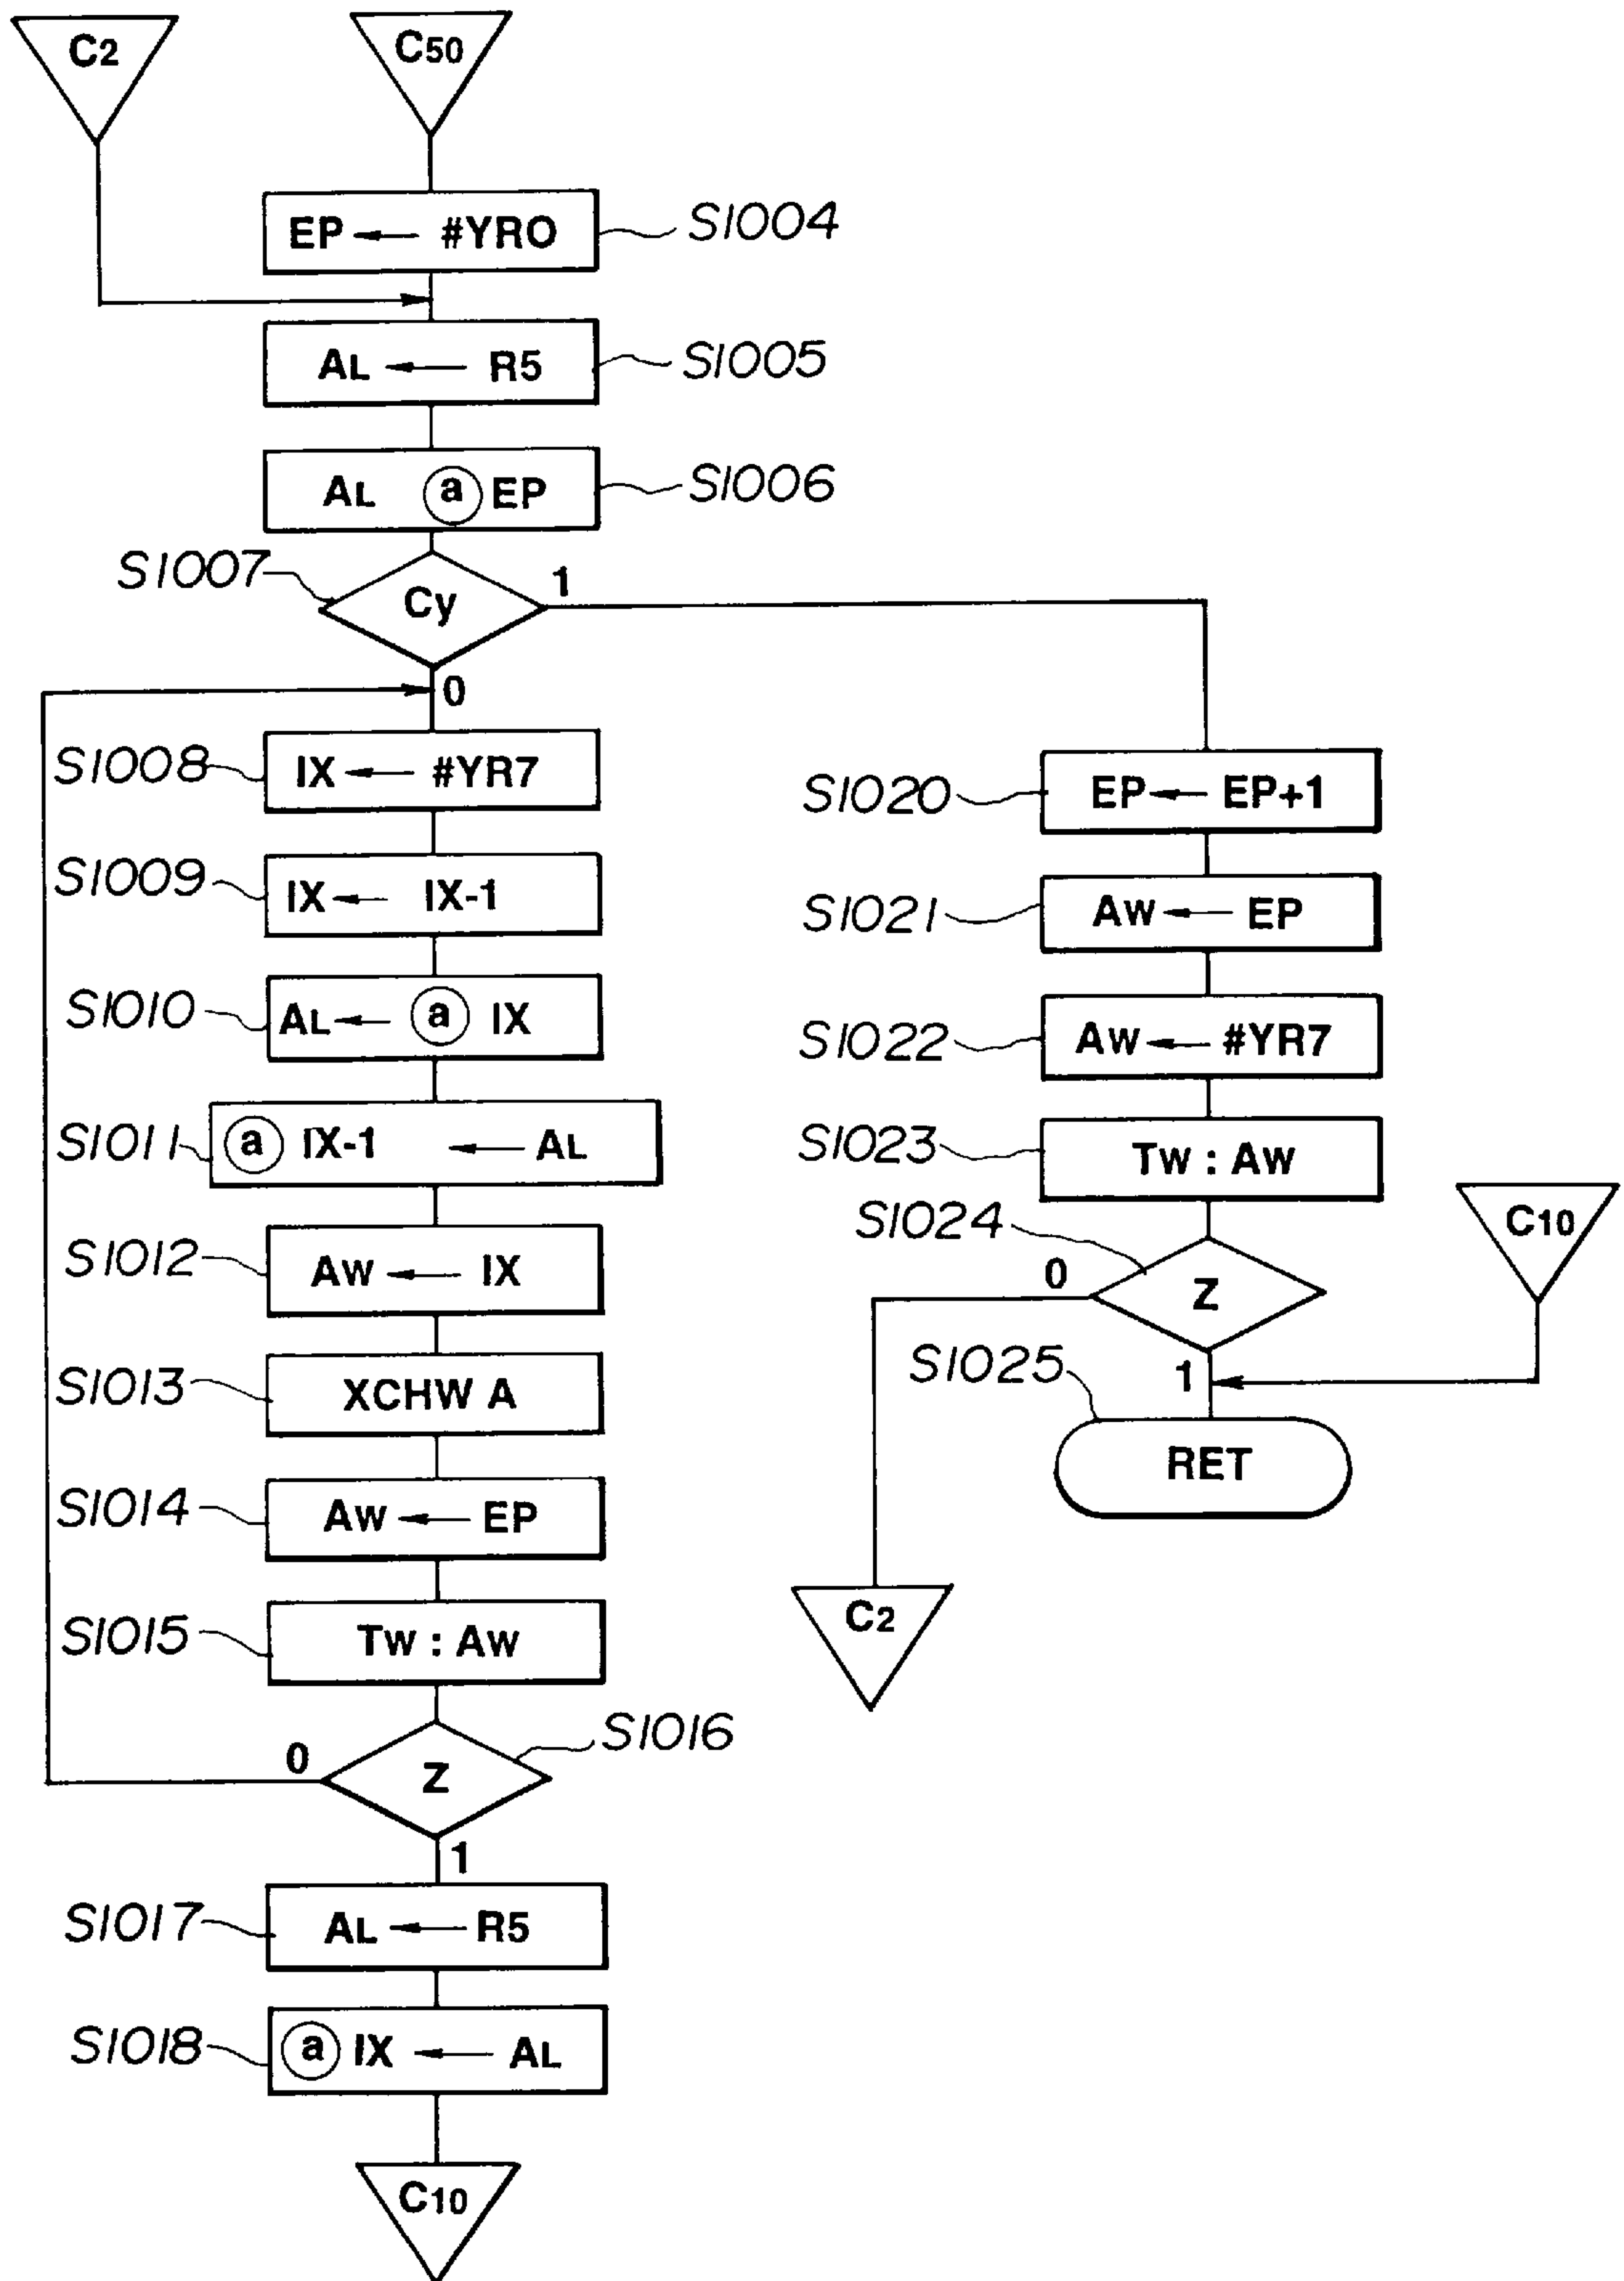 C2
C50
EP ← #YRO
S1004
AL ← R5
S1005
AL ⓐ EP
S1006
S1007
Cy
1
0
S1008
IX ← #YR7
S1009
IX ← IX-1
S1010
AL ← ⓐ IX
S1011
ⓐ IX-1 ← AL
S1012
AW ← IX
S1013
XCHW A
S1014
AW ← EP
S1015
TW : AW
S1016
Z
0
1
S1017
AL ← R5
S1018
ⓐ IX ← AL
C10
S1020
EP ← EP+1
S1021
AW ← EP
S1022
AW ← #YR7
S1023
TW : AW
S1024
Z
0
1
C10
S1025
RET
C2